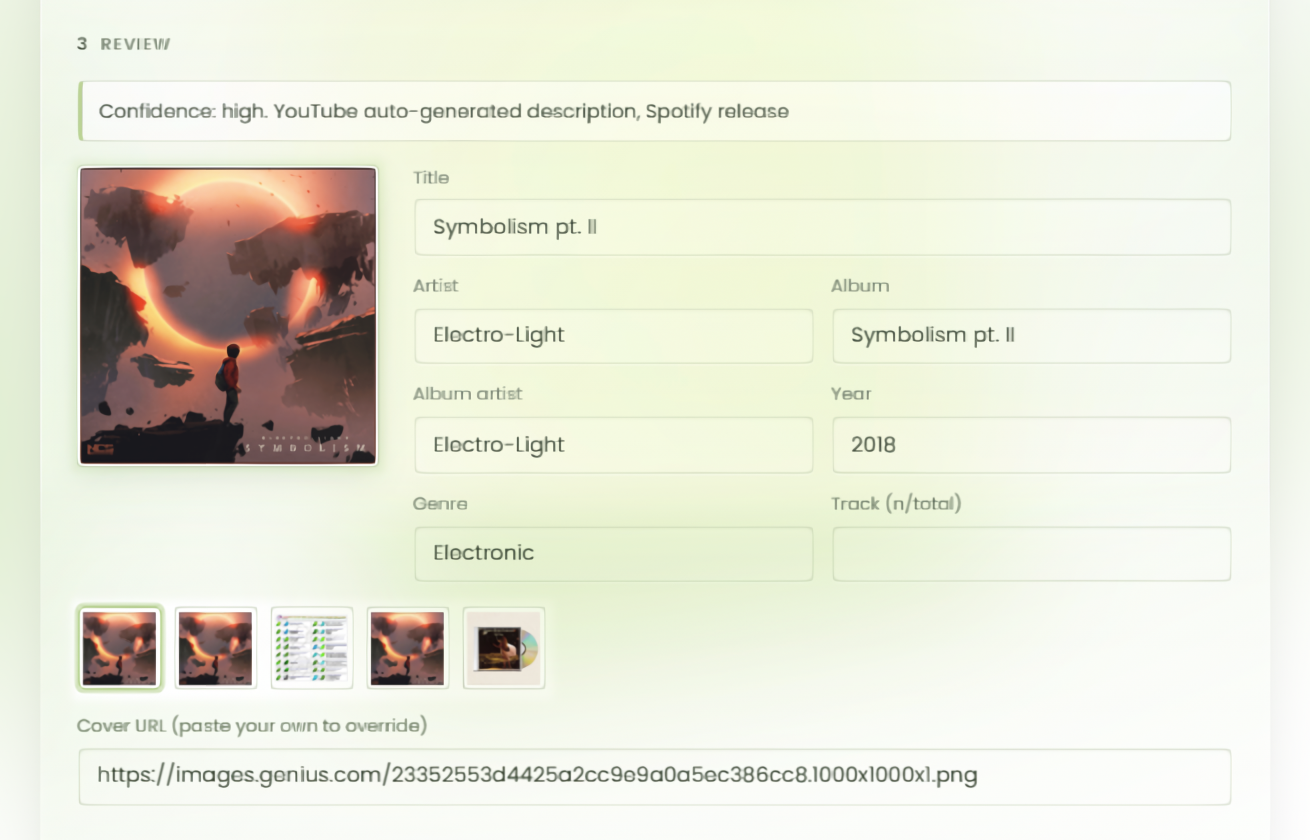 3 REVIEW
Confidence: high. YouTube auto-generated description, Spotify release
Title
Symbolism pt. II
Artist
Album
Electro-Light
Symbolism pt. II
Album artist
Year
Electro-Light
2018
Genre
Track (n/total)
Electronic
SYMBOLISM
Cover URL (paste your own to override)
https://images.genius.com/23352553d4425a2cc9e9a0a5ec386cc8.1000x1000x1.png